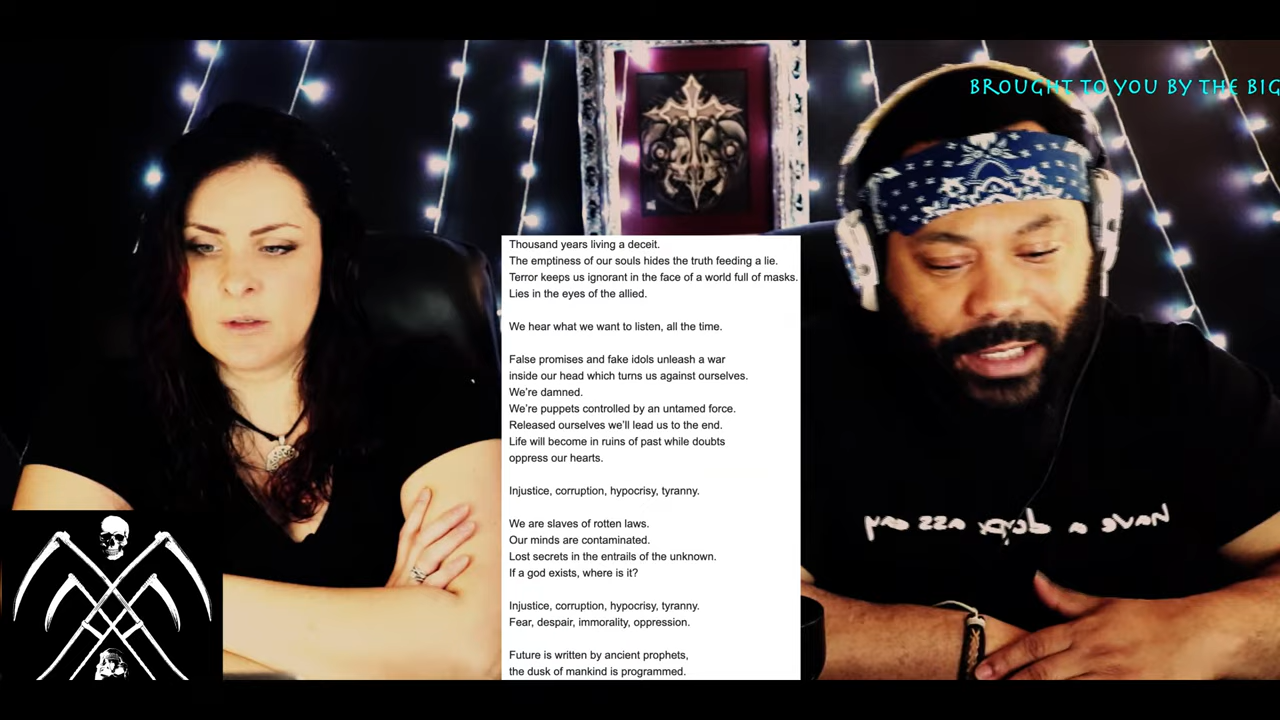 BROUGHT TO YOU BY THE BIG
Thousand years living a deceit.
The emptiness of our souls hides the truth feeding a lie.
Terror keeps us ignorant in the face of a world full of masks.
Lies in the eyes of the allied.
We hear what we want to listen, all the time.
False promises and fake idols unleash a war
inside our head which turns us against ourselves.
We're damned.
We're puppets controlled by an untamed force.
Released ourselves we'll lead us to the end.
Life will become in ruins of past while doubts
oppress our hearts.
Injustice, corruption, hypocrisy, tyranny.
We are slaves of rotten laws.
Our minds are contaminated.
Lost secrets in the entrails of the unknown.
If a god exists, where is it?
Injustice, corruption, hypocrisy, tyranny.
Fear, despair, immorality, oppression.
Future is written by ancient prophets,
the dusk of mankind is programmed.
Have a dope ass day